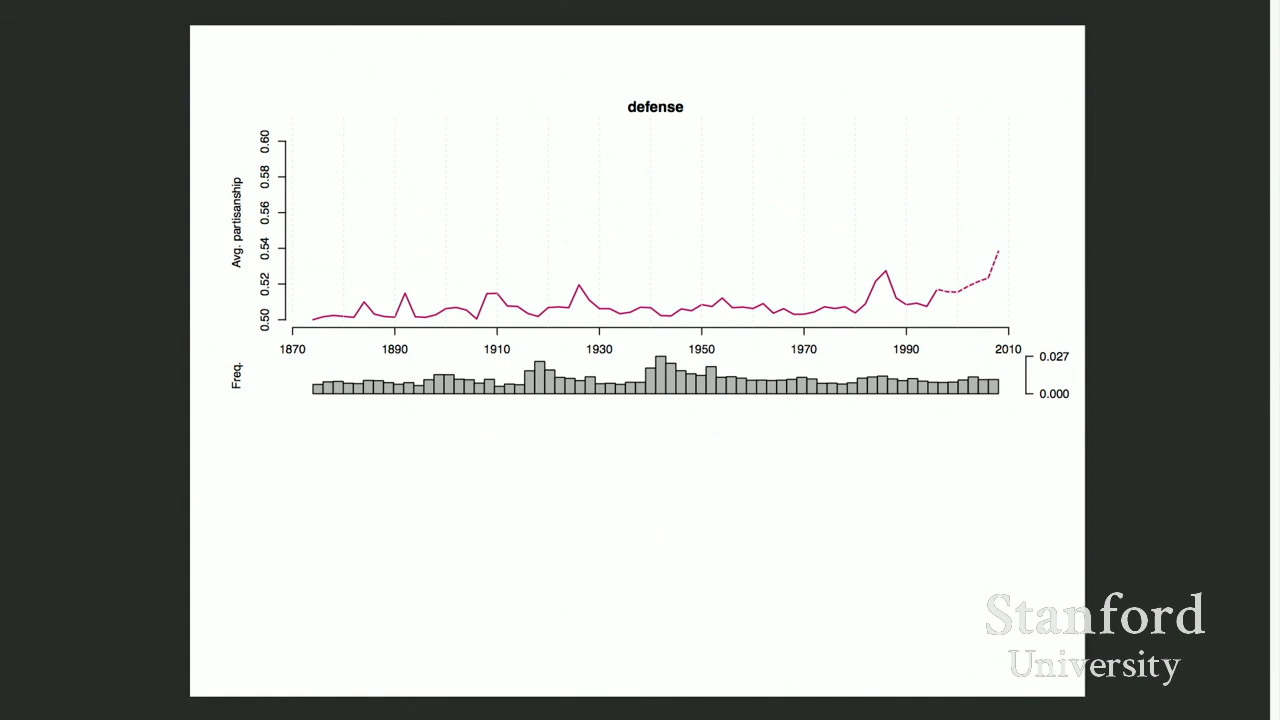 defense
Avg. partisanship
0.60
0.58
0.56
0.54
0.52
0.50
1870 1890 1910 1930 1950 1970 1990 2010
Freq.
0.027
0.000
Stanford
University